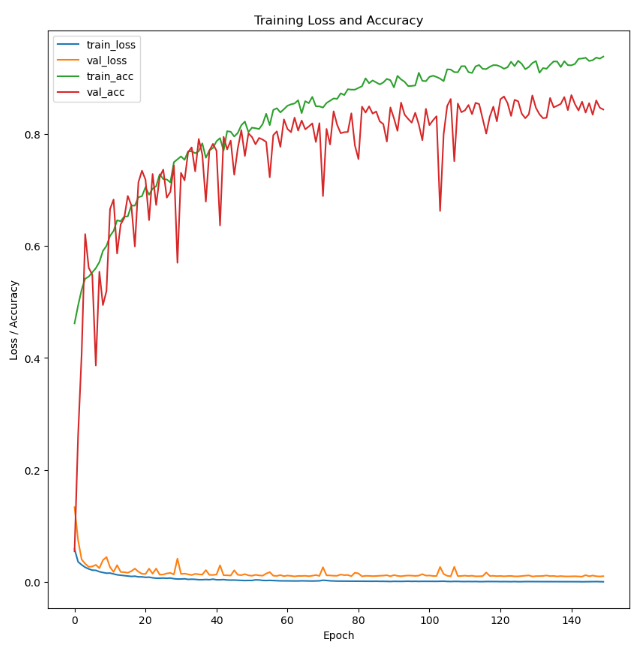 Training Loss and Accuracy
train_loss
val_loss
train_acc
val_acc
Loss / Accuracy
0.8
0.6
0.4
0.2
0.0
0 20 40 60 80 100 120 140
Epoch